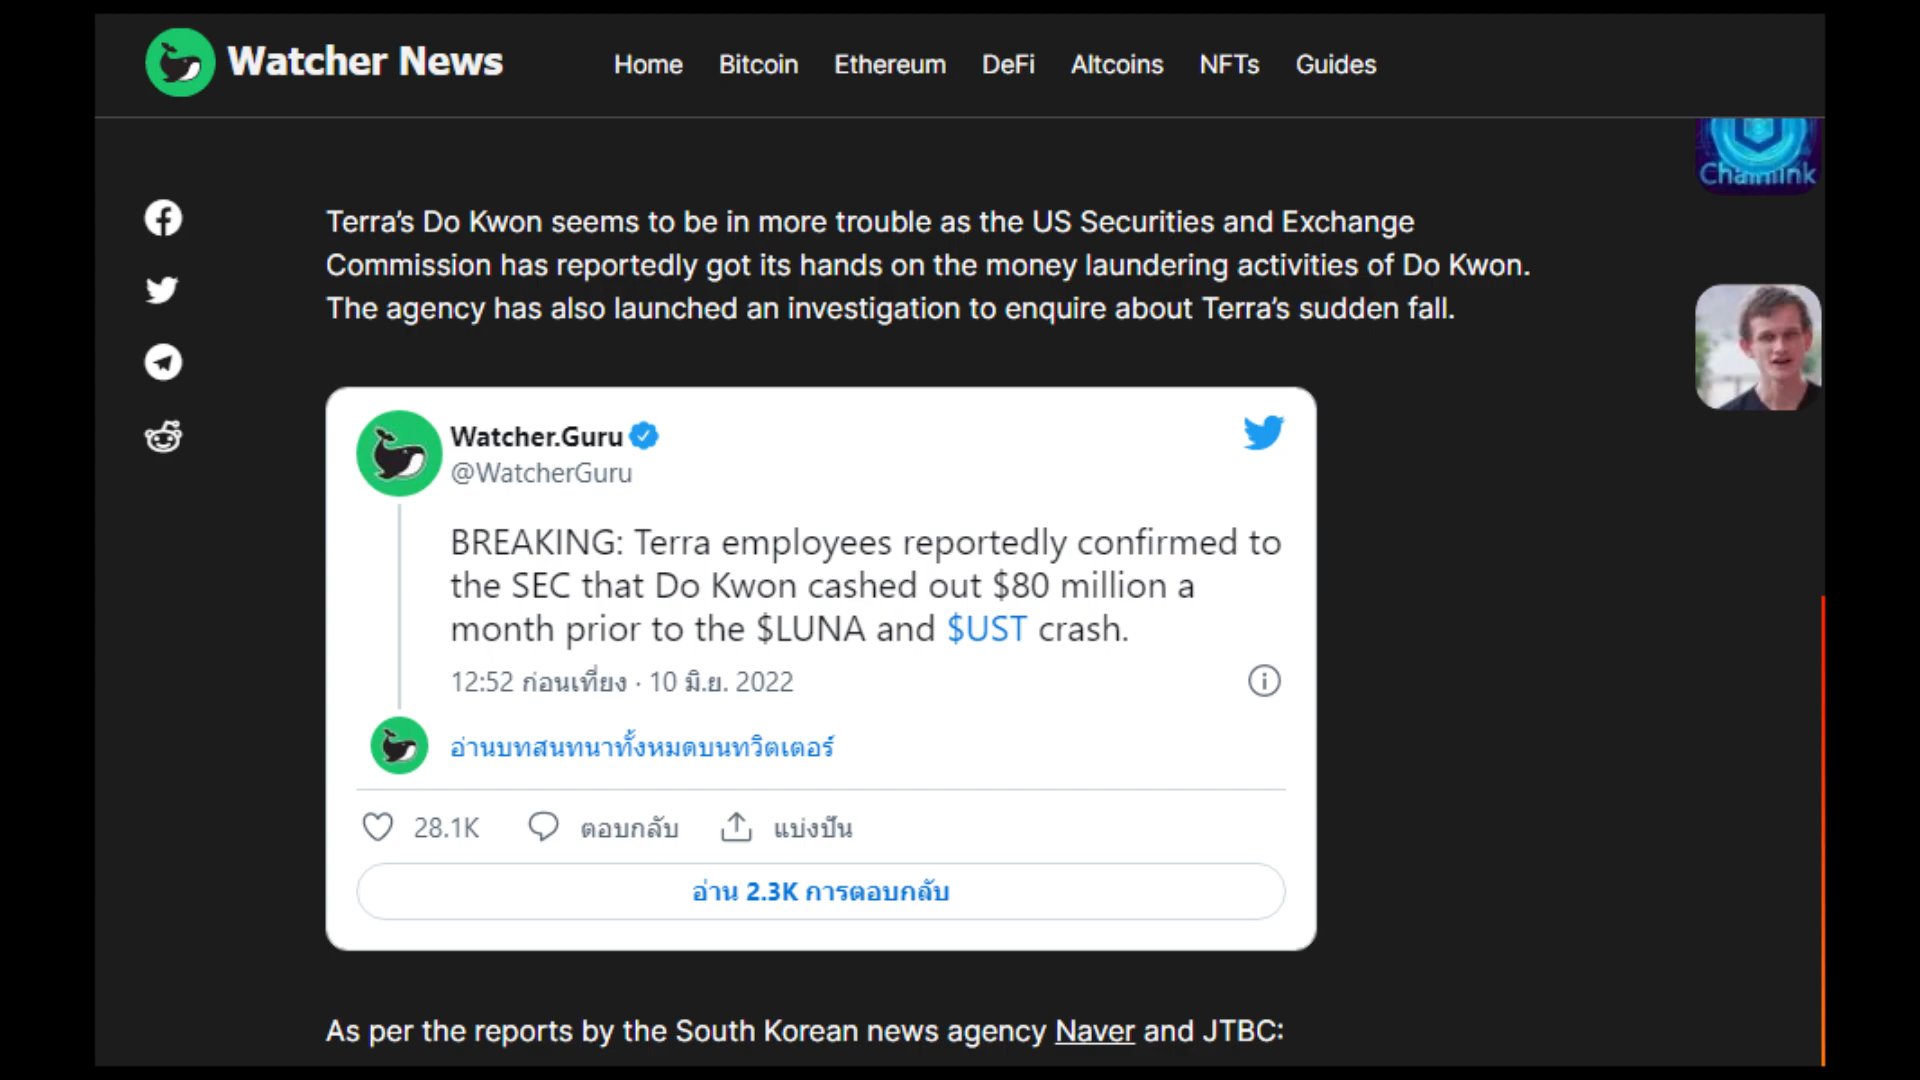 Watcher News
Home Bitcoin Ethereum DeFi Altcoins NFTs Guides
Chainlink
Terra’s Do Kwon seems to be in more trouble as the US Securities and Exchange
Commission has reportedly got its hands on the money laundering activities of Do Kwon.
The agency has also launched an investigation to enquire about Terra’s sudden fall.
Watcher.Guru
@WatcherGuru
BREAKING: Terra employees reportedly confirmed to
the SEC that Do Kwon cashed out $80 million a
month prior to the $LUNA and $UST crash.
12:52 ก่อนเที่ยง · 10 มิ.ย. 2022
อ่านบทสนทนาทั้งหมดบนทวิตเตอร์
28.1K ตอบกลับ แบ่งปัน
อ่าน 2.3K การตอบกลับ
As per the reports by the South Korean news agency Naver and JTBC: